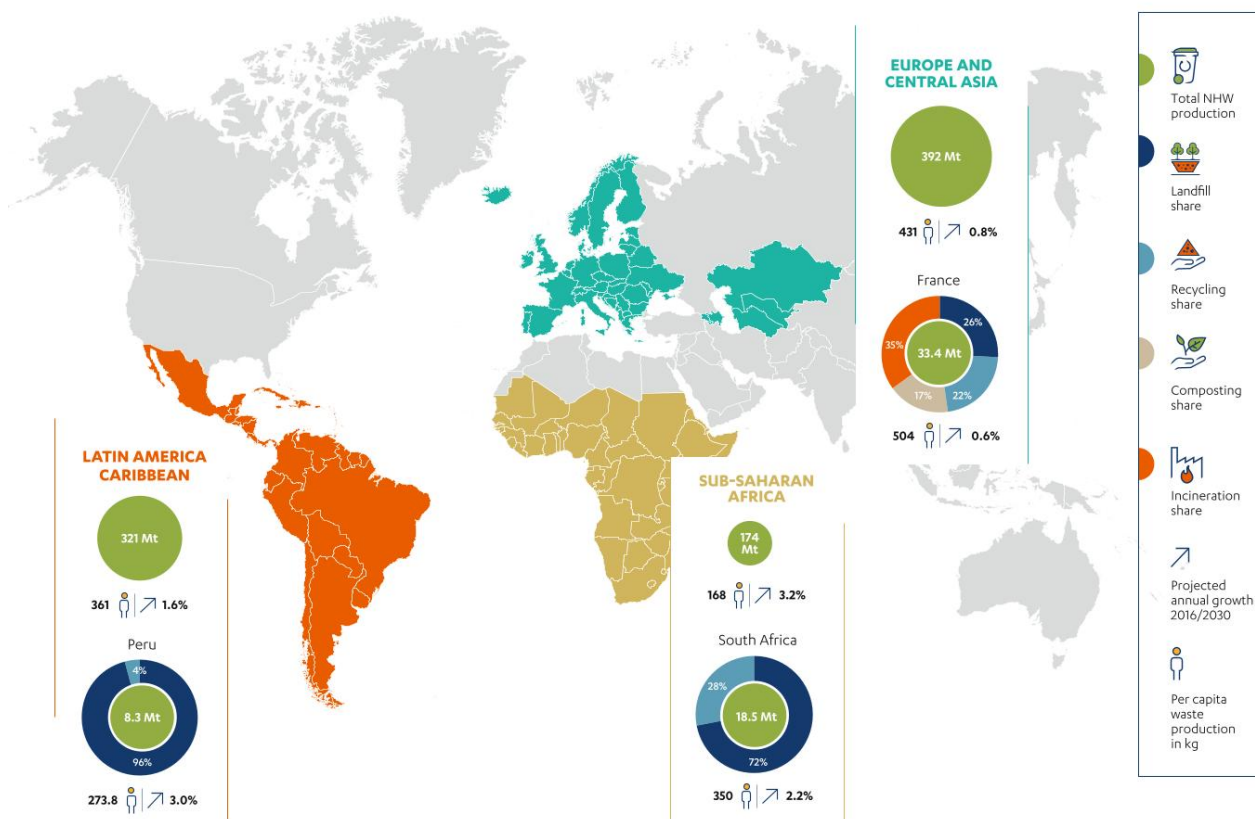 EUROPE AND
CENTRAL ASIA
392 Mt
431
0.8%
France
35%
26%
33.4 Mt
17%
22%
504
0.6%
LATIN AMERICA
CARIBBEAN
321 Mt
361
1.6%
Peru
4%
8.3 Mt
96%
273.8
3.0%
SUB-SAHARAN
AFRICA
174
Mt
168
3.2%
South Africa
28%
18.5 Mt
72%
350
2.2%
Total NHW
production
Landfill
share
Recycling
share
Composting
share
Incineration
share
Projected
annual growth
2016/2030
Per capita
waste
production
in kg